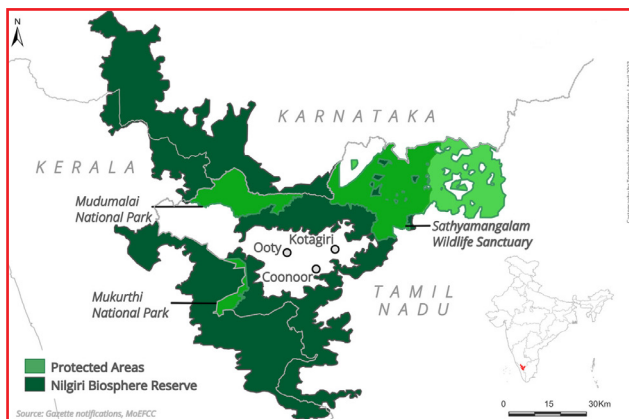 N
KARNATAKA
KERALA
Mudumalai
National Park
Sathyamangalam
Wildlife Sanctuary
Kotagiri
Ooty
Coonoor
TAMIL
NADU
Mukurthi
National Park
Protected Areas
Nilgiri Biosphere Reserve
Source: Gazette notifications, MoEFCC
0 15 30Km